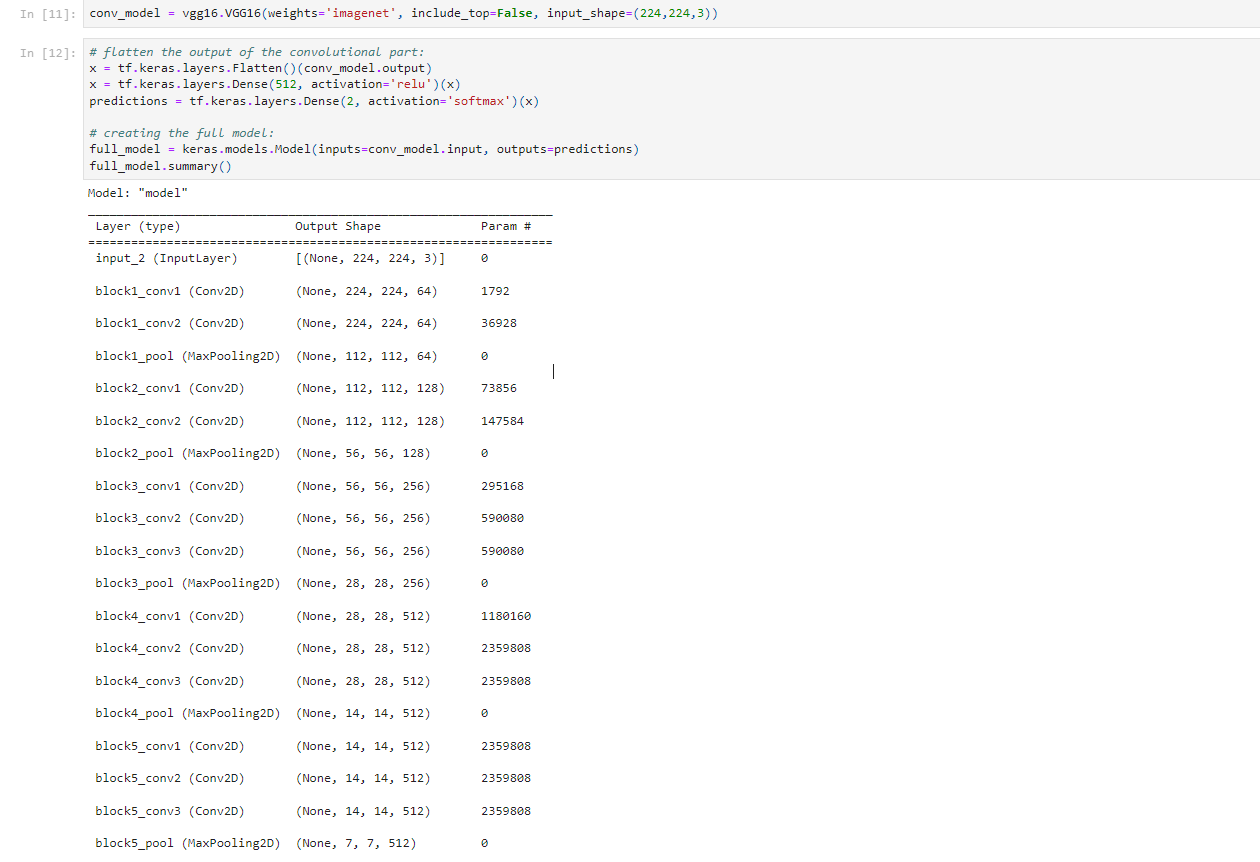 In [11]: conv_model = vgg16.VGG16(weights='imagenet', include_top=False, input_shape=(224,224,3))
In [12]: # flatten the output of the convolutional part:
x = tf.keras.layers.Flatten()(conv_model.output)
x = tf.keras.layers.Dense(512, activation='relu')(x)
predictions = tf.keras.layers.Dense(2, activation='softmax')(x)
# creating the full model:
full_model = keras.models.Model(inputs=conv_model.input, outputs=predictions)
full_model.summary()
Model: "model"
_________________________________________________________________
Layer (type) Output Shape Param #
=================================================================
input_2 (InputLayer) [(None, 224, 224, 3)] 0
block1_conv1 (Conv2D) (None, 224, 224, 64) 1792
block1_conv2 (Conv2D) (None, 224, 224, 64) 36928
block1_pool (MaxPooling2D) (None, 112, 112, 64) 0
block2_conv1 (Conv2D) (None, 112, 112, 128) 73856
block2_conv2 (Conv2D) (None, 112, 112, 128) 147584
block2_pool (MaxPooling2D) (None, 56, 56, 128) 0
block3_conv1 (Conv2D) (None, 56, 56, 256) 295168
block3_conv2 (Conv2D) (None, 56, 56, 256) 590080
block3_conv3 (Conv2D) (None, 56, 56, 256) 590080
block3_pool (MaxPooling2D) (None, 28, 28, 256) 0
block4_conv1 (Conv2D) (None, 28, 28, 512) 1180160
block4_conv2 (Conv2D) (None, 28, 28, 512) 2359808
block4_conv3 (Conv2D) (None, 28, 28, 512) 2359808
block4_pool (MaxPooling2D) (None, 14, 14, 512) 0
block5_conv1 (Conv2D) (None, 14, 14, 512) 2359808
block5_conv2 (Conv2D) (None, 14, 14, 512) 2359808
block5_conv3 (Conv2D) (None, 14, 14, 512) 2359808
block5_pool (MaxPooling2D) (None, 7, 7, 512) 0